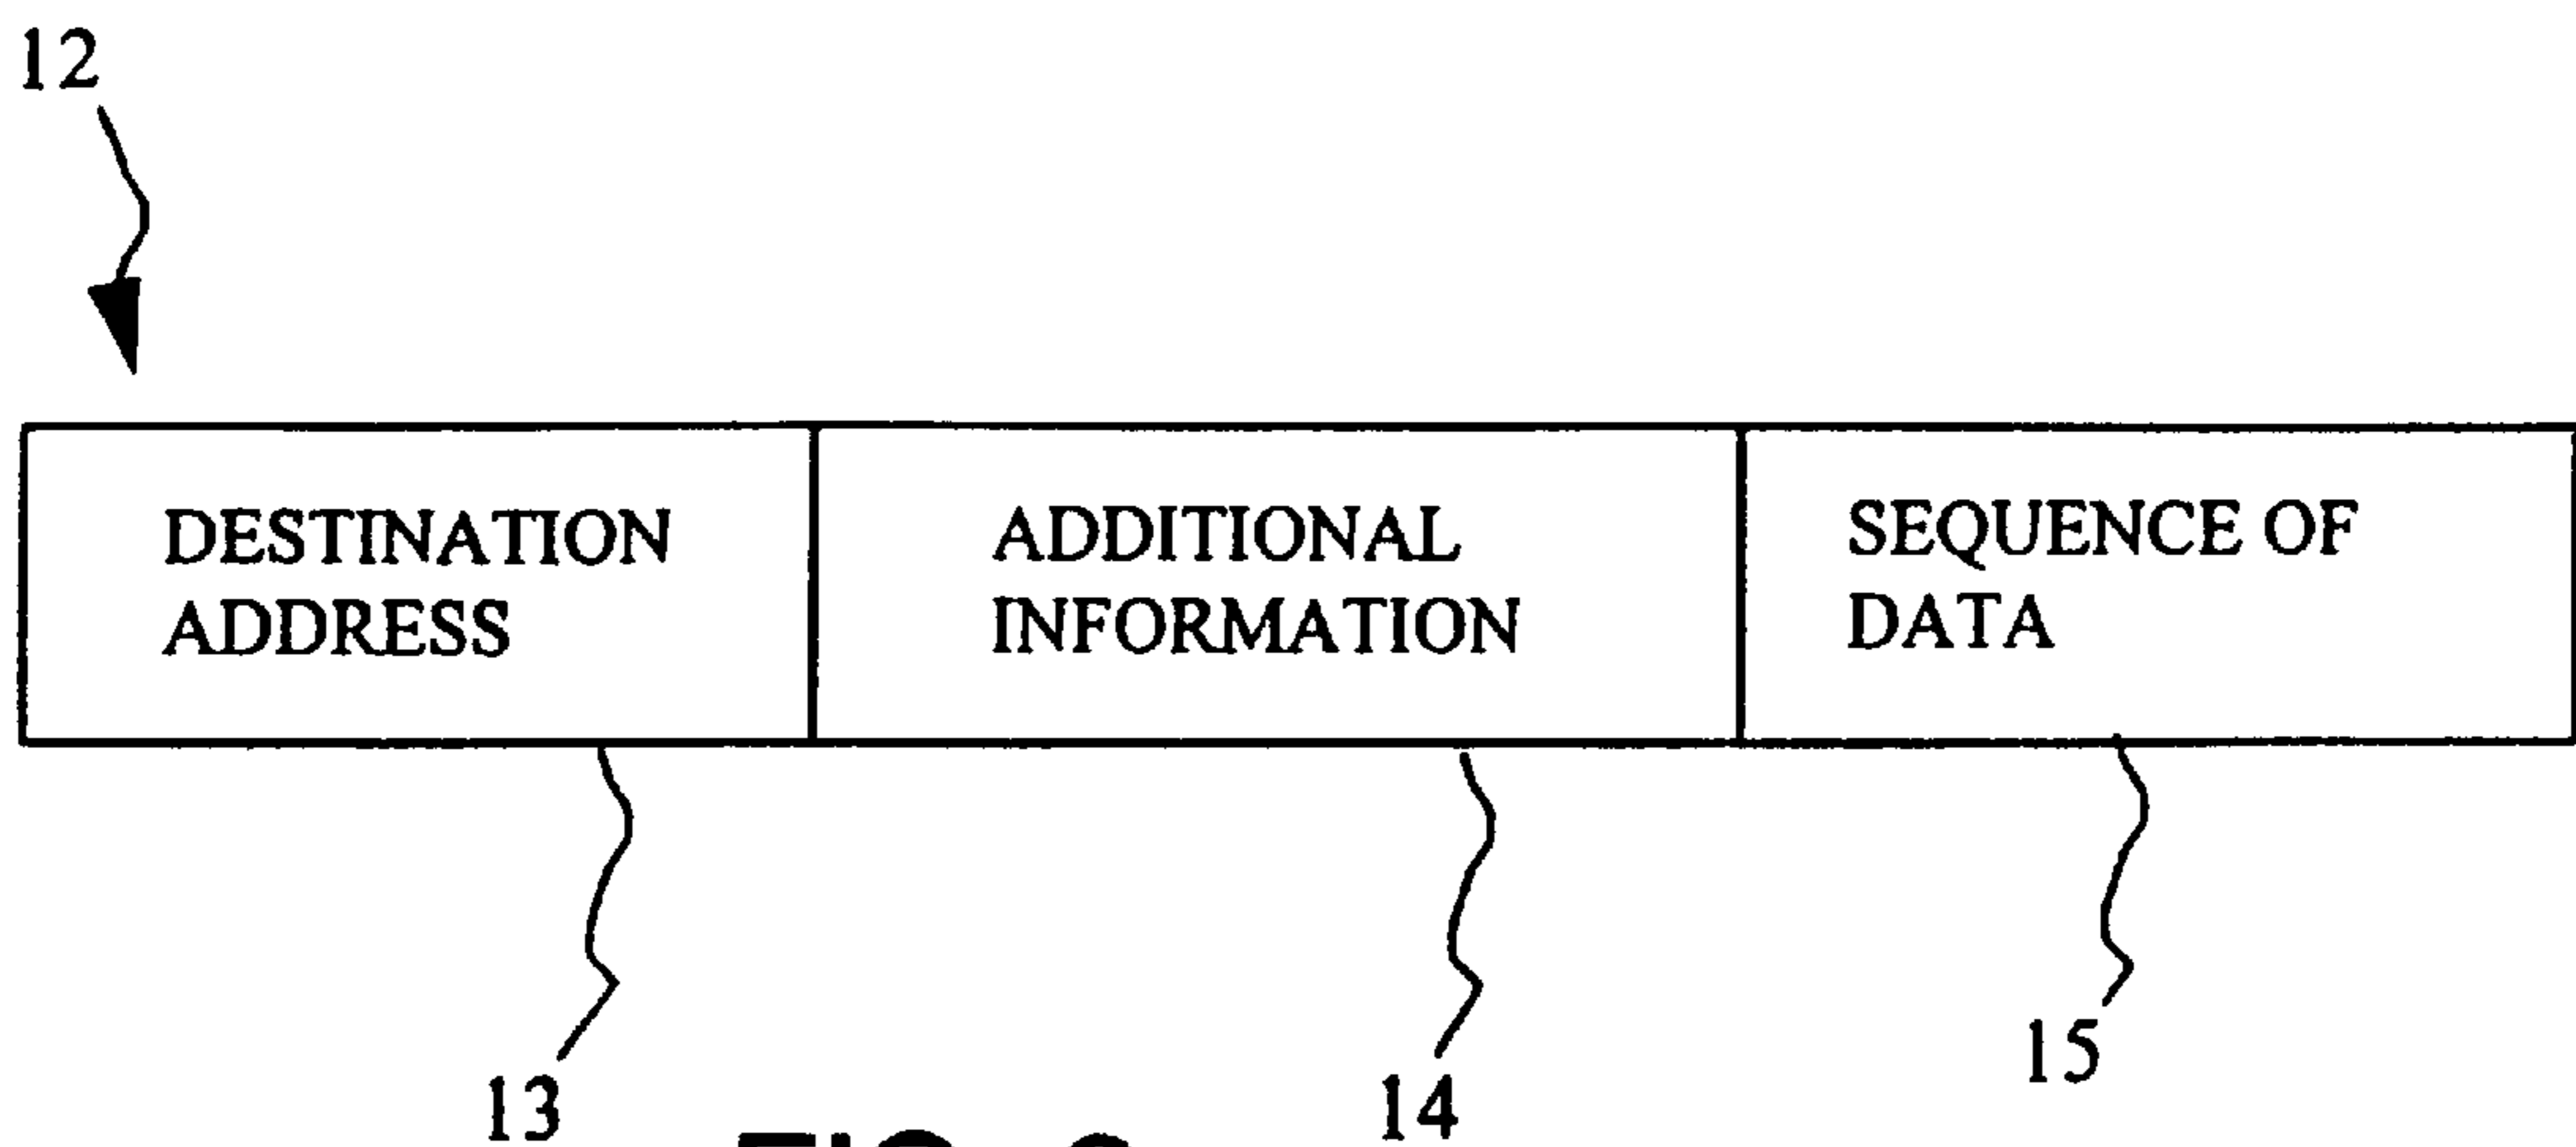 12
DESTINATION
ADDRESS
ADDITIONAL
INFORMATION
SEQUENCE OF
DATA
13
14
15